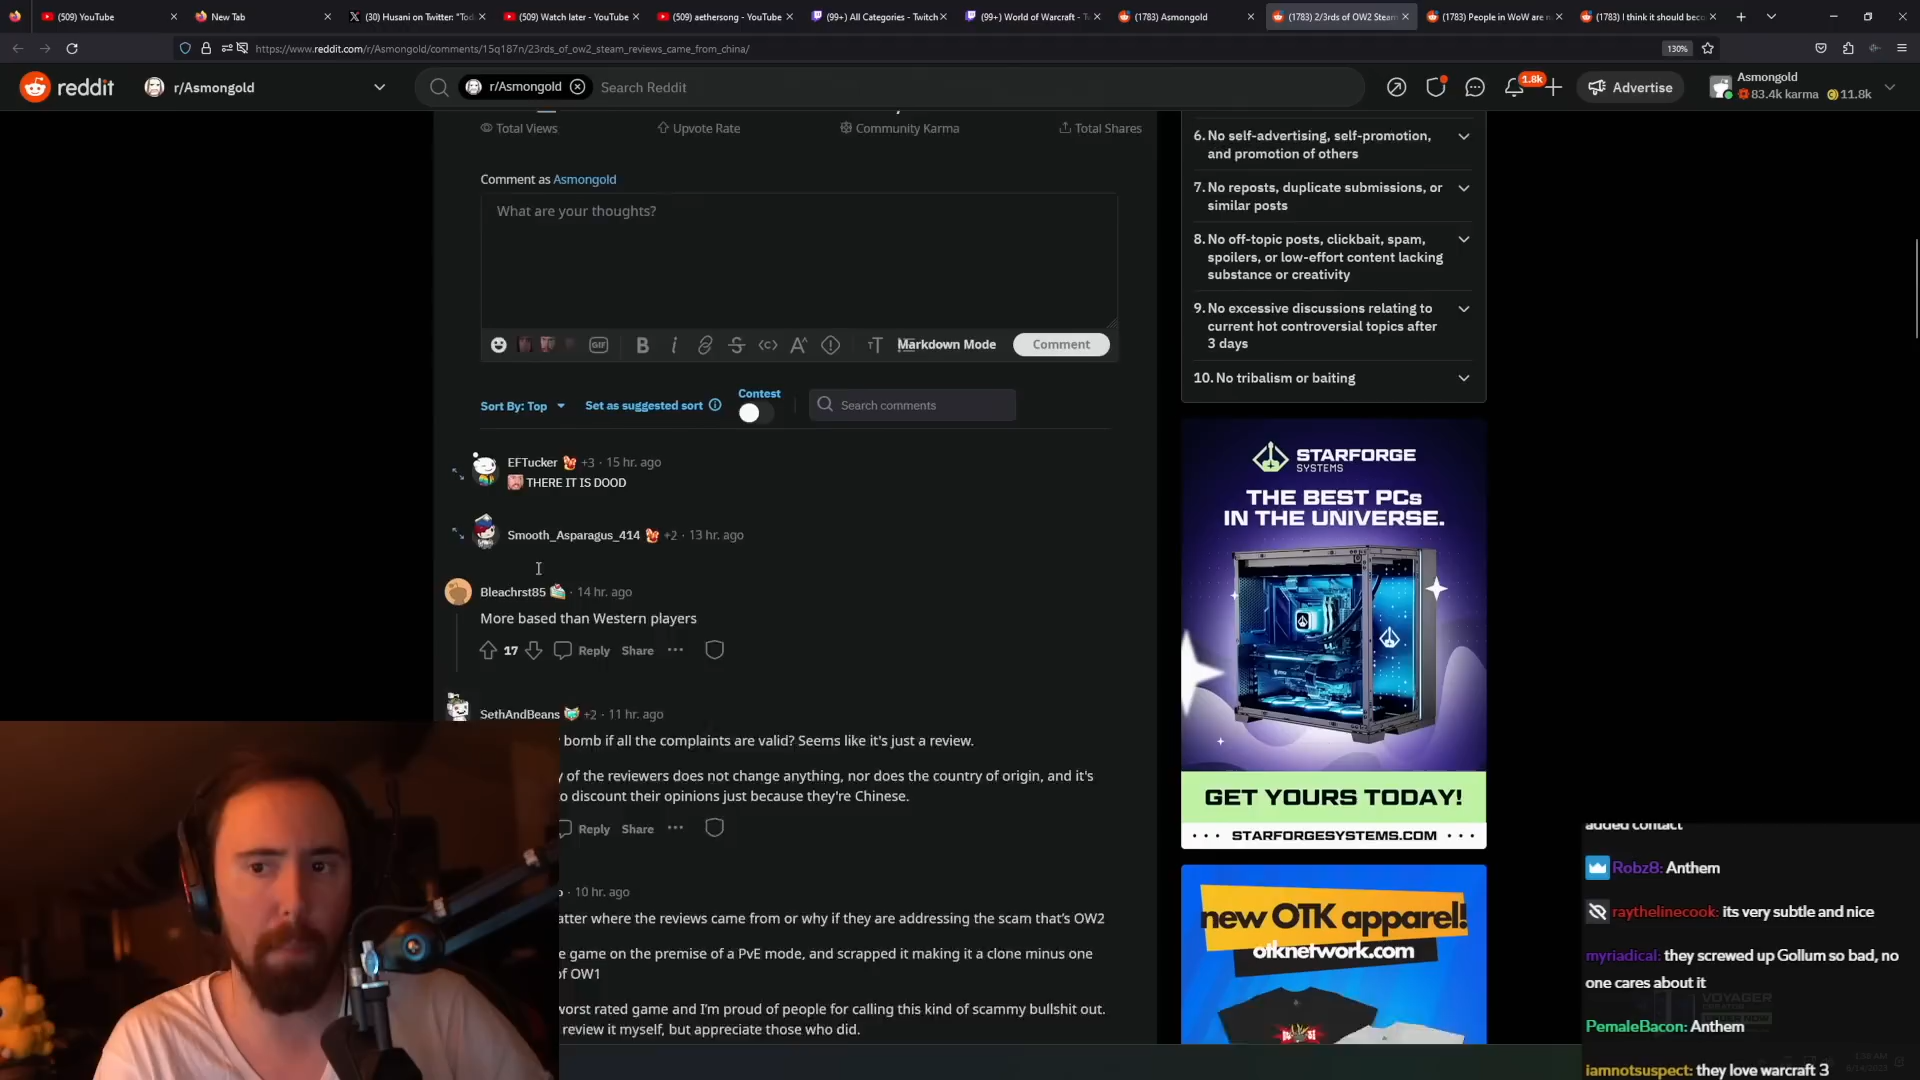 (509) YouTube
New Tab
(30) Husani on Twitter: "Tod
(509) Watch later - YouTube
(509) aethersong - YouTube
(99+) All Categories - Twitch
(99+) World of Warcraft - Tw
(1783) Asmongold
(1783) 2/3rds of OW2 Steam
(1783) People in WoW are n
(1783) I think it should beco
https://www.reddit.com/r/Asmongold/comments/15q187n/23rds_of_ow2_steam_reviews_came_from_china/
130%
reddit
r/Asmongold
r/Asmongold
Search Reddit
1.8k
Advertise
Asmongold
83.4k karma
11.8k
Total Views
Upvote Rate
Community Karma
Total Shares
Comment as Asmongold
What are your thoughts?
GIF
Markdown Mode
Comment
Sort By: Top
Set as suggested sort
Contest
Search comments
EFTucker +3 · 15 hr. ago
THERE IT IS DOOD
Smooth_Asparagus_414 +2 · 13 hr. ago
Bleachrst85 · 14 hr. ago
More based than Western players
17 Reply Share
SethAndBeans +2 · 11 hr. ago
bomb if all the complaints are valid? Seems like it's just a review.
y of the reviewers does not change anything, nor does the country of origin, and it's
o discount their opinions just because they're Chinese.
Reply Share
· 10 hr. ago
atter where the reviews came from or why if they are addressing the scam that's OW2
e game on the premise of a PvE mode, and scrapped it making it a clone minus one
of OW1
worst rated game and I'm proud of people for calling this kind of scammy bullshit out.
review it myself, but appreciate those who did.
6. No self-advertising, self-promotion,
and promotion of others
7. No reposts, duplicate submissions, or
similar posts
8. No off-topic posts, clickbait, spam,
spoilers, or low-effort content lacking
substance or creativity
9. No excessive discussions relating to
current hot controversial topics after
3 days
10. No tribalism or baiting
STARFORGE
SYSTEMS
THE BEST PCs
IN THE UNIVERSE.
GET YOURS TODAY!
STARFORGESYSTEMS.COM
new OTK apparel!
otknetwork.com
added contact
Robz8: Anthem
raythelinecook: its very subtle and nice
myriadical: they screwed up Gollum so bad, no
one cares about it
VOYAGER
PemaleBacon: Anthem
iamnotsuspect: they love warcraft 3